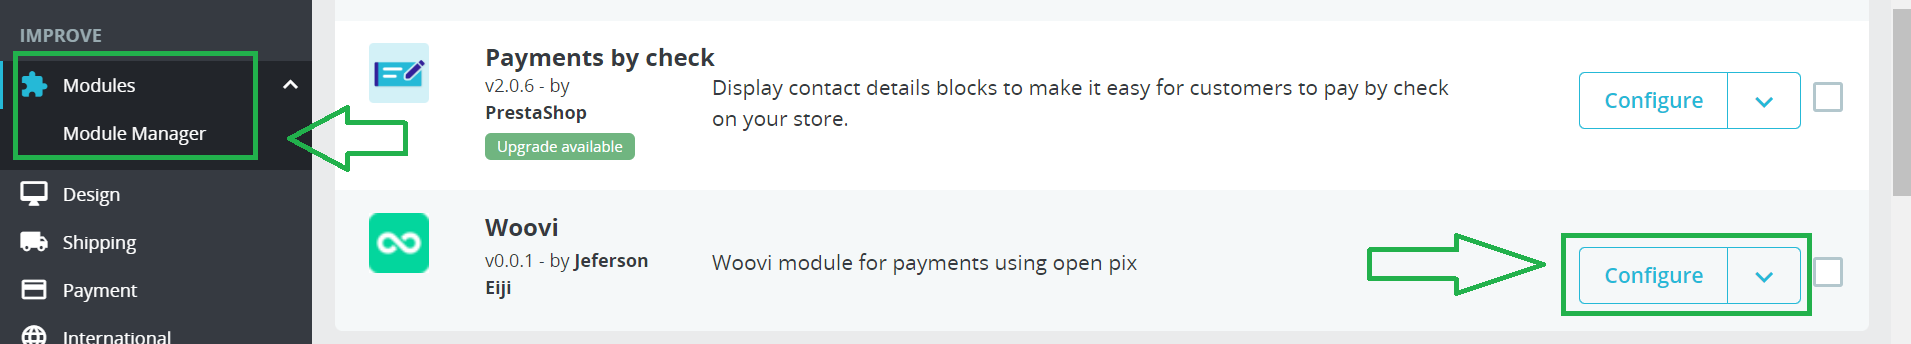 IMPROVE
Modules
Module Manager
Design
Shipping
Payment
International
Payments by check
v2.0.6 - by
PrestaShop
Upgrade available
Display contact details blocks to make it easy for customers to pay by check
on your store.
Configure
Woovi
v0.0.1 - by Jeferson
Eiji
Woovi module for payments using open pix
Configure